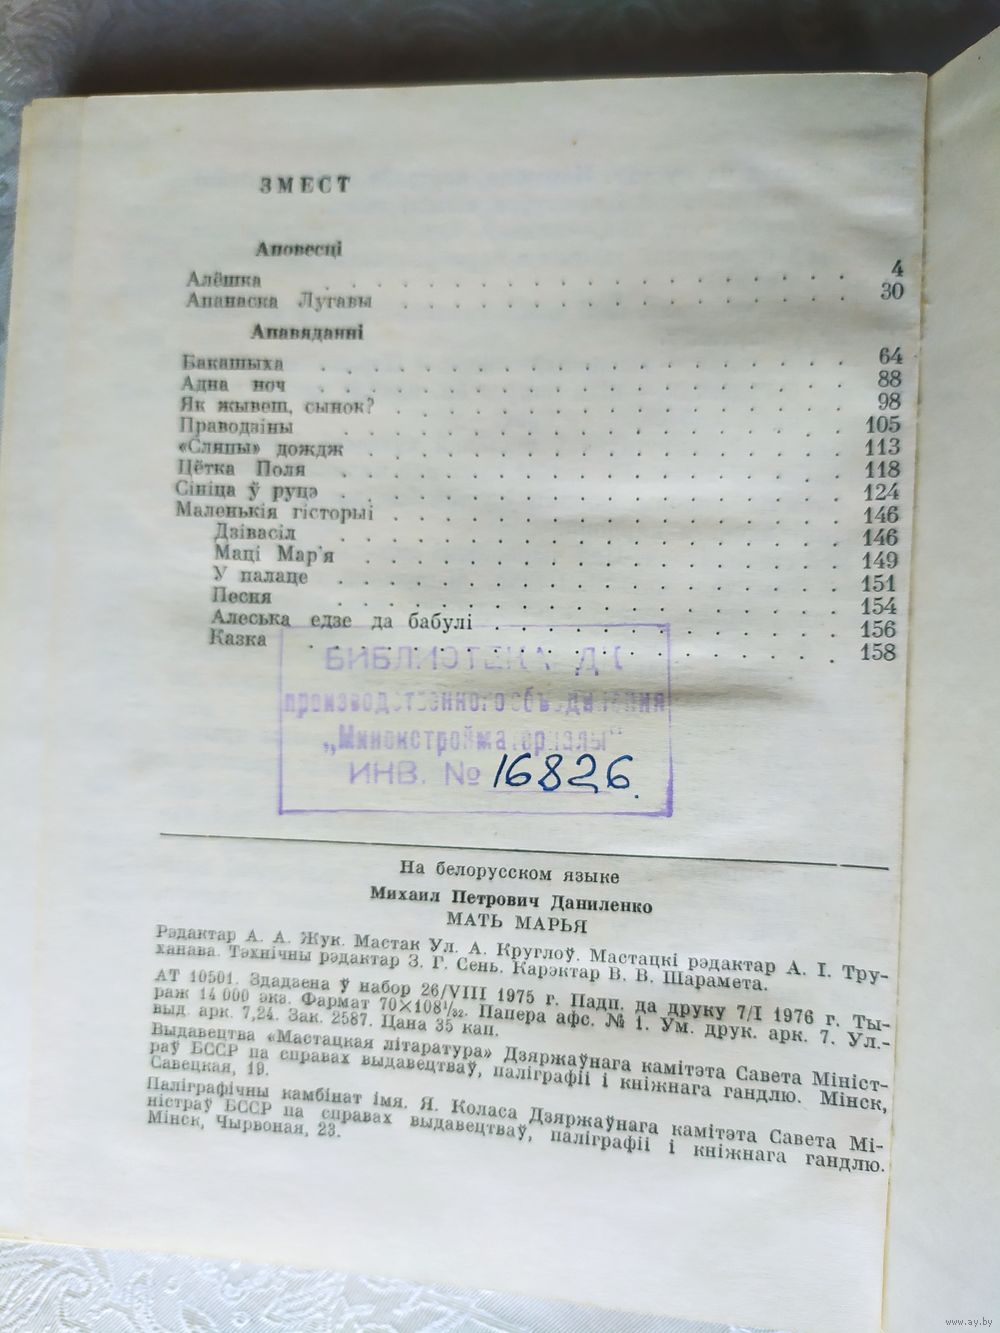 ЗМЕСТ
Аповесці
Алёшка . . . . . . . . . . . . . . . . . . . . 4
Апанаска Лугавы . . . . . . . . . . . . . . . . . 30
Апавяданні
Бакашыха . . . . . . . . . . . . . . . . . . . 64
Адна ноч . . . . . . . . . . . . . . . . . . . 88
Як жывеш, сынок? . . . . . . . . . . . . . . . . 98
Праводзіны . . . . . . . . . . . . . . . . . . 105
«Сляпы» дождж . . . . . . . . . . . . . . . . . 113
Цётка Поля . . . . . . . . . . . . . . . . . . 118
Сініца ў руцэ . . . . . . . . . . . . . . . . . 124
Маленькія гісторыі . . . . . . . . . . . . . . . . 146
Дзівасіл . . . . . . . . . . . . . . . . . . 146
Маці Мар'я . . . . . . . . . . . . . . . . . 149
У палаце . . . . . . . . . . . . . . . . . . 151
Песня . . . . . . . . . . . . . . . . . . 154
Алеська едзе да бабулі . . . . . . . . . . . . . 156
Казка . . . . . . . . . . . . . . . . . . . 158
БИБЛИОТЕКА
производственного объединения
„Минскстройматериалы"
ИНВ. № 16826.
На белорусском языке
Михаил Петрович Даниленко
МАТЬ МАРЬЯ
Рэдактар А. А. Жук. Мастак Ул. А. Круглоў. Мастацкі рэдактар А. І. Тру-
ханава. Тэхнічны рэдактар З. Г. Сень. Карэктар В. В. Шарамета.
АТ 10501. Здадзена ў набор 26/VIII 1975 г. Падп. да друку 7/I 1976 г. Ты-
раж 14 000 экз. Фармат 70×108¹/₃₂. Папера афс. № 1. Ум. друк. арк. 7. Ул.-
выд. арк. 7,24. Зак. 2587. Цана 35 кап.
Выдавецтва «Мастацкая літаратура» Дзяржаўнага камітэта Савета Мініст-
раў БССР па справах выдавецтваў, паліграфіі і кніжнага гандлю. Мінск,
Савецкая, 19.
Паліграфічны камбінат імя. Я. Коласа Дзяржаўнага камітэта Савета Мі-
ністраў БССР па справах выдавецтваў, паліграфіі і кніжнага гандлю.
Мінск, Чырвоная, 23.
www.ay.by